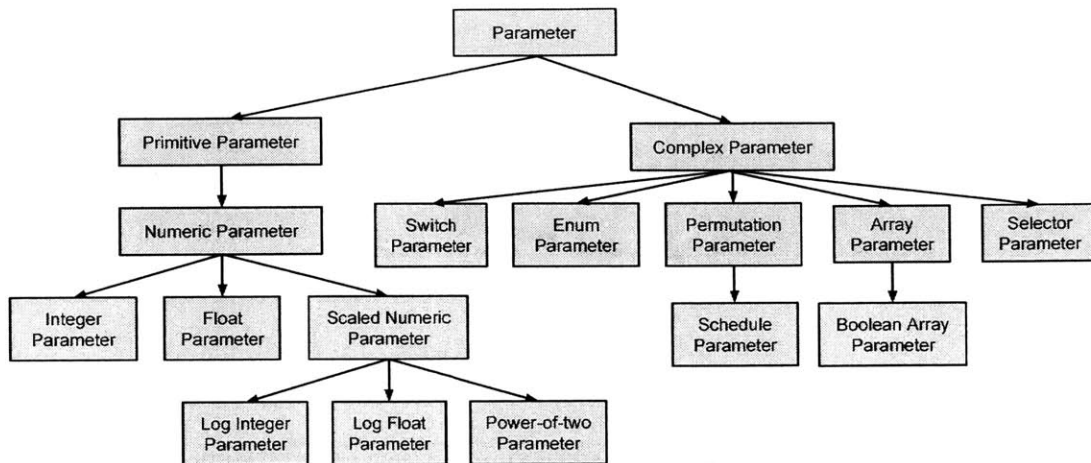 Parameter
Primitive Parameter
Complex Parameter
Numeric Parameter
Switch
Parameter
Enum
Parameter
Permutation
Parameter
Array
Parameter
Selector
Parameter
Integer
Parameter
Float
Parameter
Scaled Numeric
Parameter
Schedule
Parameter
Boolean Array
Parameter
Log Integer
Parameter
Log Float
Parameter
Power-of-two
Parameter